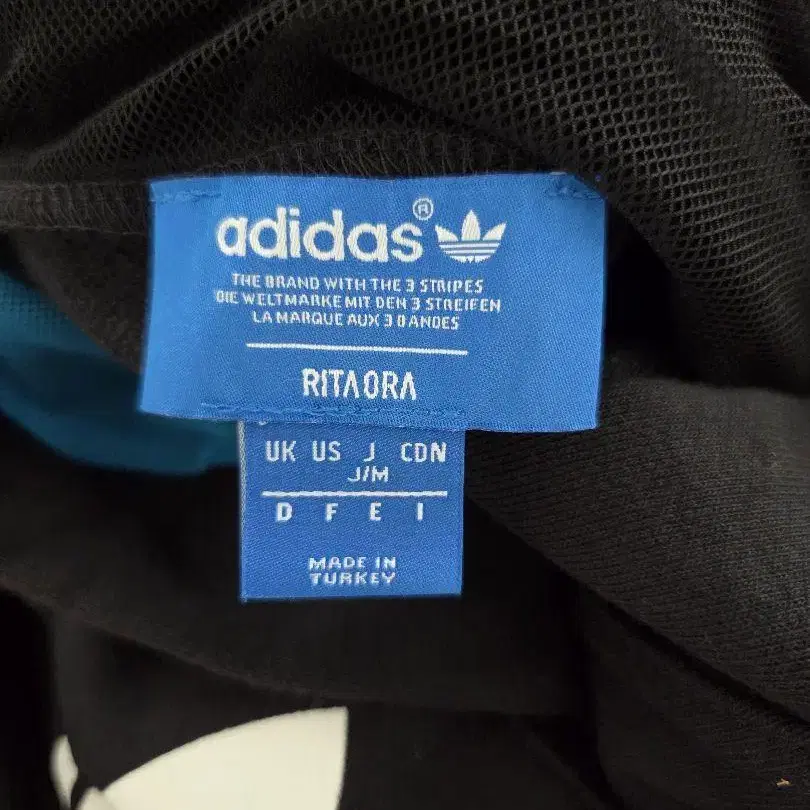 adidas®
THE BRAND WITH THE 3 STRIPES
DIE WELTMARKE MIT DEN 3 STREIFEN
LA MARQUE AUX 3 BANDES
RITA ORA
UK US J CDN
J/M
D F E I
MADE IN
TURKEY